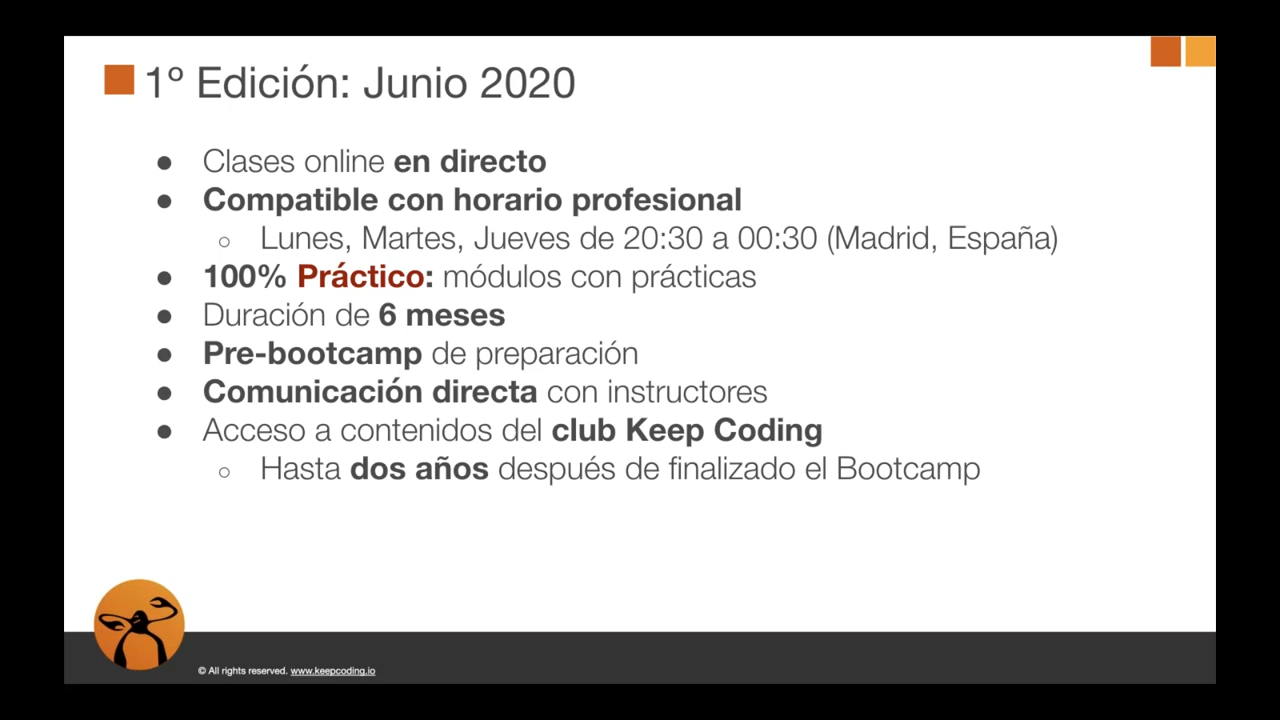 1º Edición: Junio 2020
● Clases online en directo
● Compatible con horario profesional
○ Lunes, Martes, Jueves de 20:30 a 00:30 (Madrid, España)
● 100% Práctico: módulos con prácticas
● Duración de 6 meses
● Pre-bootcamp de preparación
● Comunicación directa con instructores
● Acceso a contenidos del club Keep Coding
○ Hasta dos años después de finalizado el Bootcamp
© All rights reserved. www.keepcoding.io